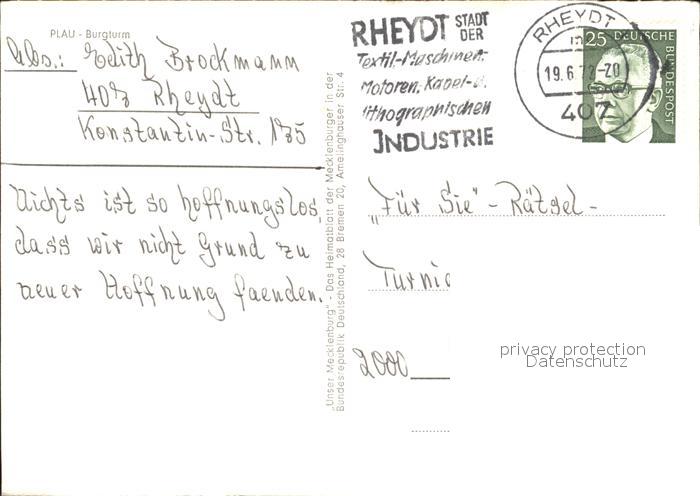 PLAU - Burgturm
Abs.: Edith Brockmann
407 Rheydt
Konstantin-Str. 135
Nichts ist so hoffnungslos,
dass wir nicht Grund zu
neuer Hoffnung faenden.
„Unser Mecklenburg" - Das Heimatblatt der Mecklenburger in der
Bundesrepublik Deutschland, 28 Bremen 20, Amelinghauser Str. 4
RHEYDT STADT
DER
Textil-Maschinen-
Motoren, Kabel-u.
lithographischen
INDUSTRIE
RHEYDT
19.6.72-20
407
25 DEUTSCHE
BUNDESPOST
„Für Sie"-Rätsel-
2000
privacy protection
Datenschutz